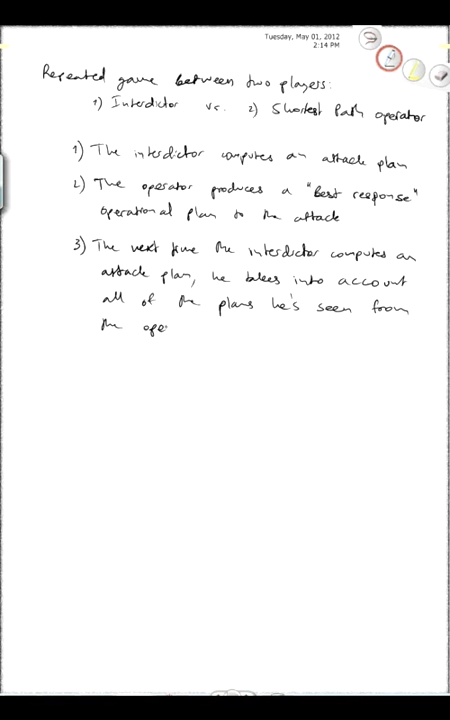 Tuesday, May 01, 2012
2:14 PM
Repeated game between two players:
1) Interdictor vs. 2) Shortest Path operator
1) The interdictor computes an attack plan
2) The operator produces a "best response"
operational plan to the attack
3) The next time the interdictor computes an
attack plan, he takes into account
all of the plans he's seen from
the ope